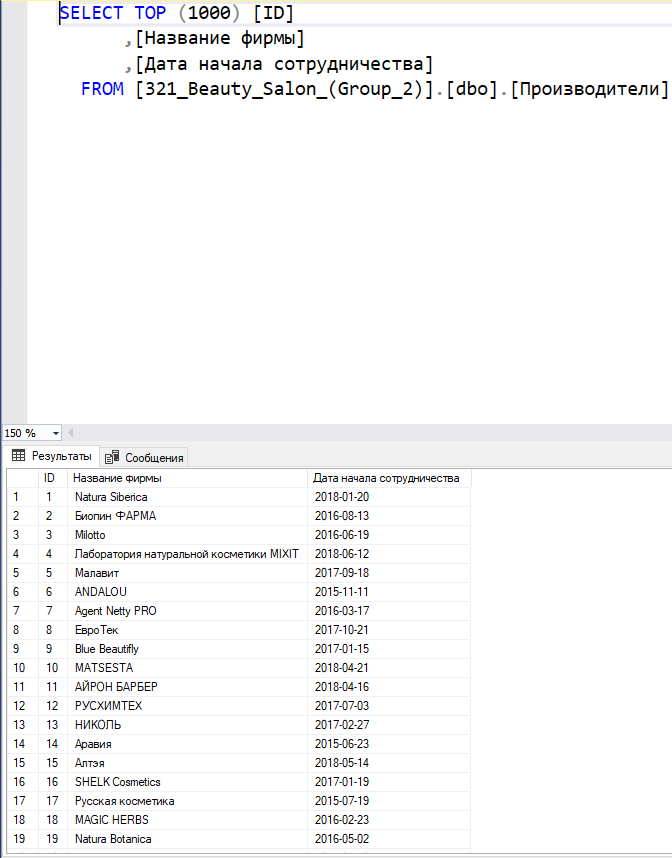 SELECT TOP (1000) [ID]
,[Название фирмы]
,[Дата начала сотрудничества]
FROM [321_Beauty_Salon_(Group_2)].[dbo].[Производители]
150 %
Результаты Сообщения
ID Название фирмы Дата начала сотрудничества
1 1 Natura Siberica 2018-01-20
2 2 Биопин ФАРМА 2016-08-13
3 3 Milotto 2016-06-19
4 4 Лаборатория натуральной косметики MIXIT 2018-06-12
5 5 Малавит 2017-09-18
6 6 ANDALOU 2015-11-11
7 7 Agent Netty PRO 2016-03-17
8 8 ЕвроТек 2017-10-21
9 9 Blue Beautifly 2017-01-15
10 10 MATSESTA 2018-04-21
11 11 АЙРОН БАРБЕР 2018-04-16
12 12 РУСХИМТЕХ 2017-07-03
13 13 НИКОЛЬ 2017-02-27
14 14 Аравия 2015-06-23
15 15 Алтэя 2018-05-14
16 16 SHELK Cosmetics 2017-01-19
17 17 Русская косметика 2015-07-19
18 18 MAGIC HERBS 2016-02-23
19 19 Natura Botanica 2016-05-02